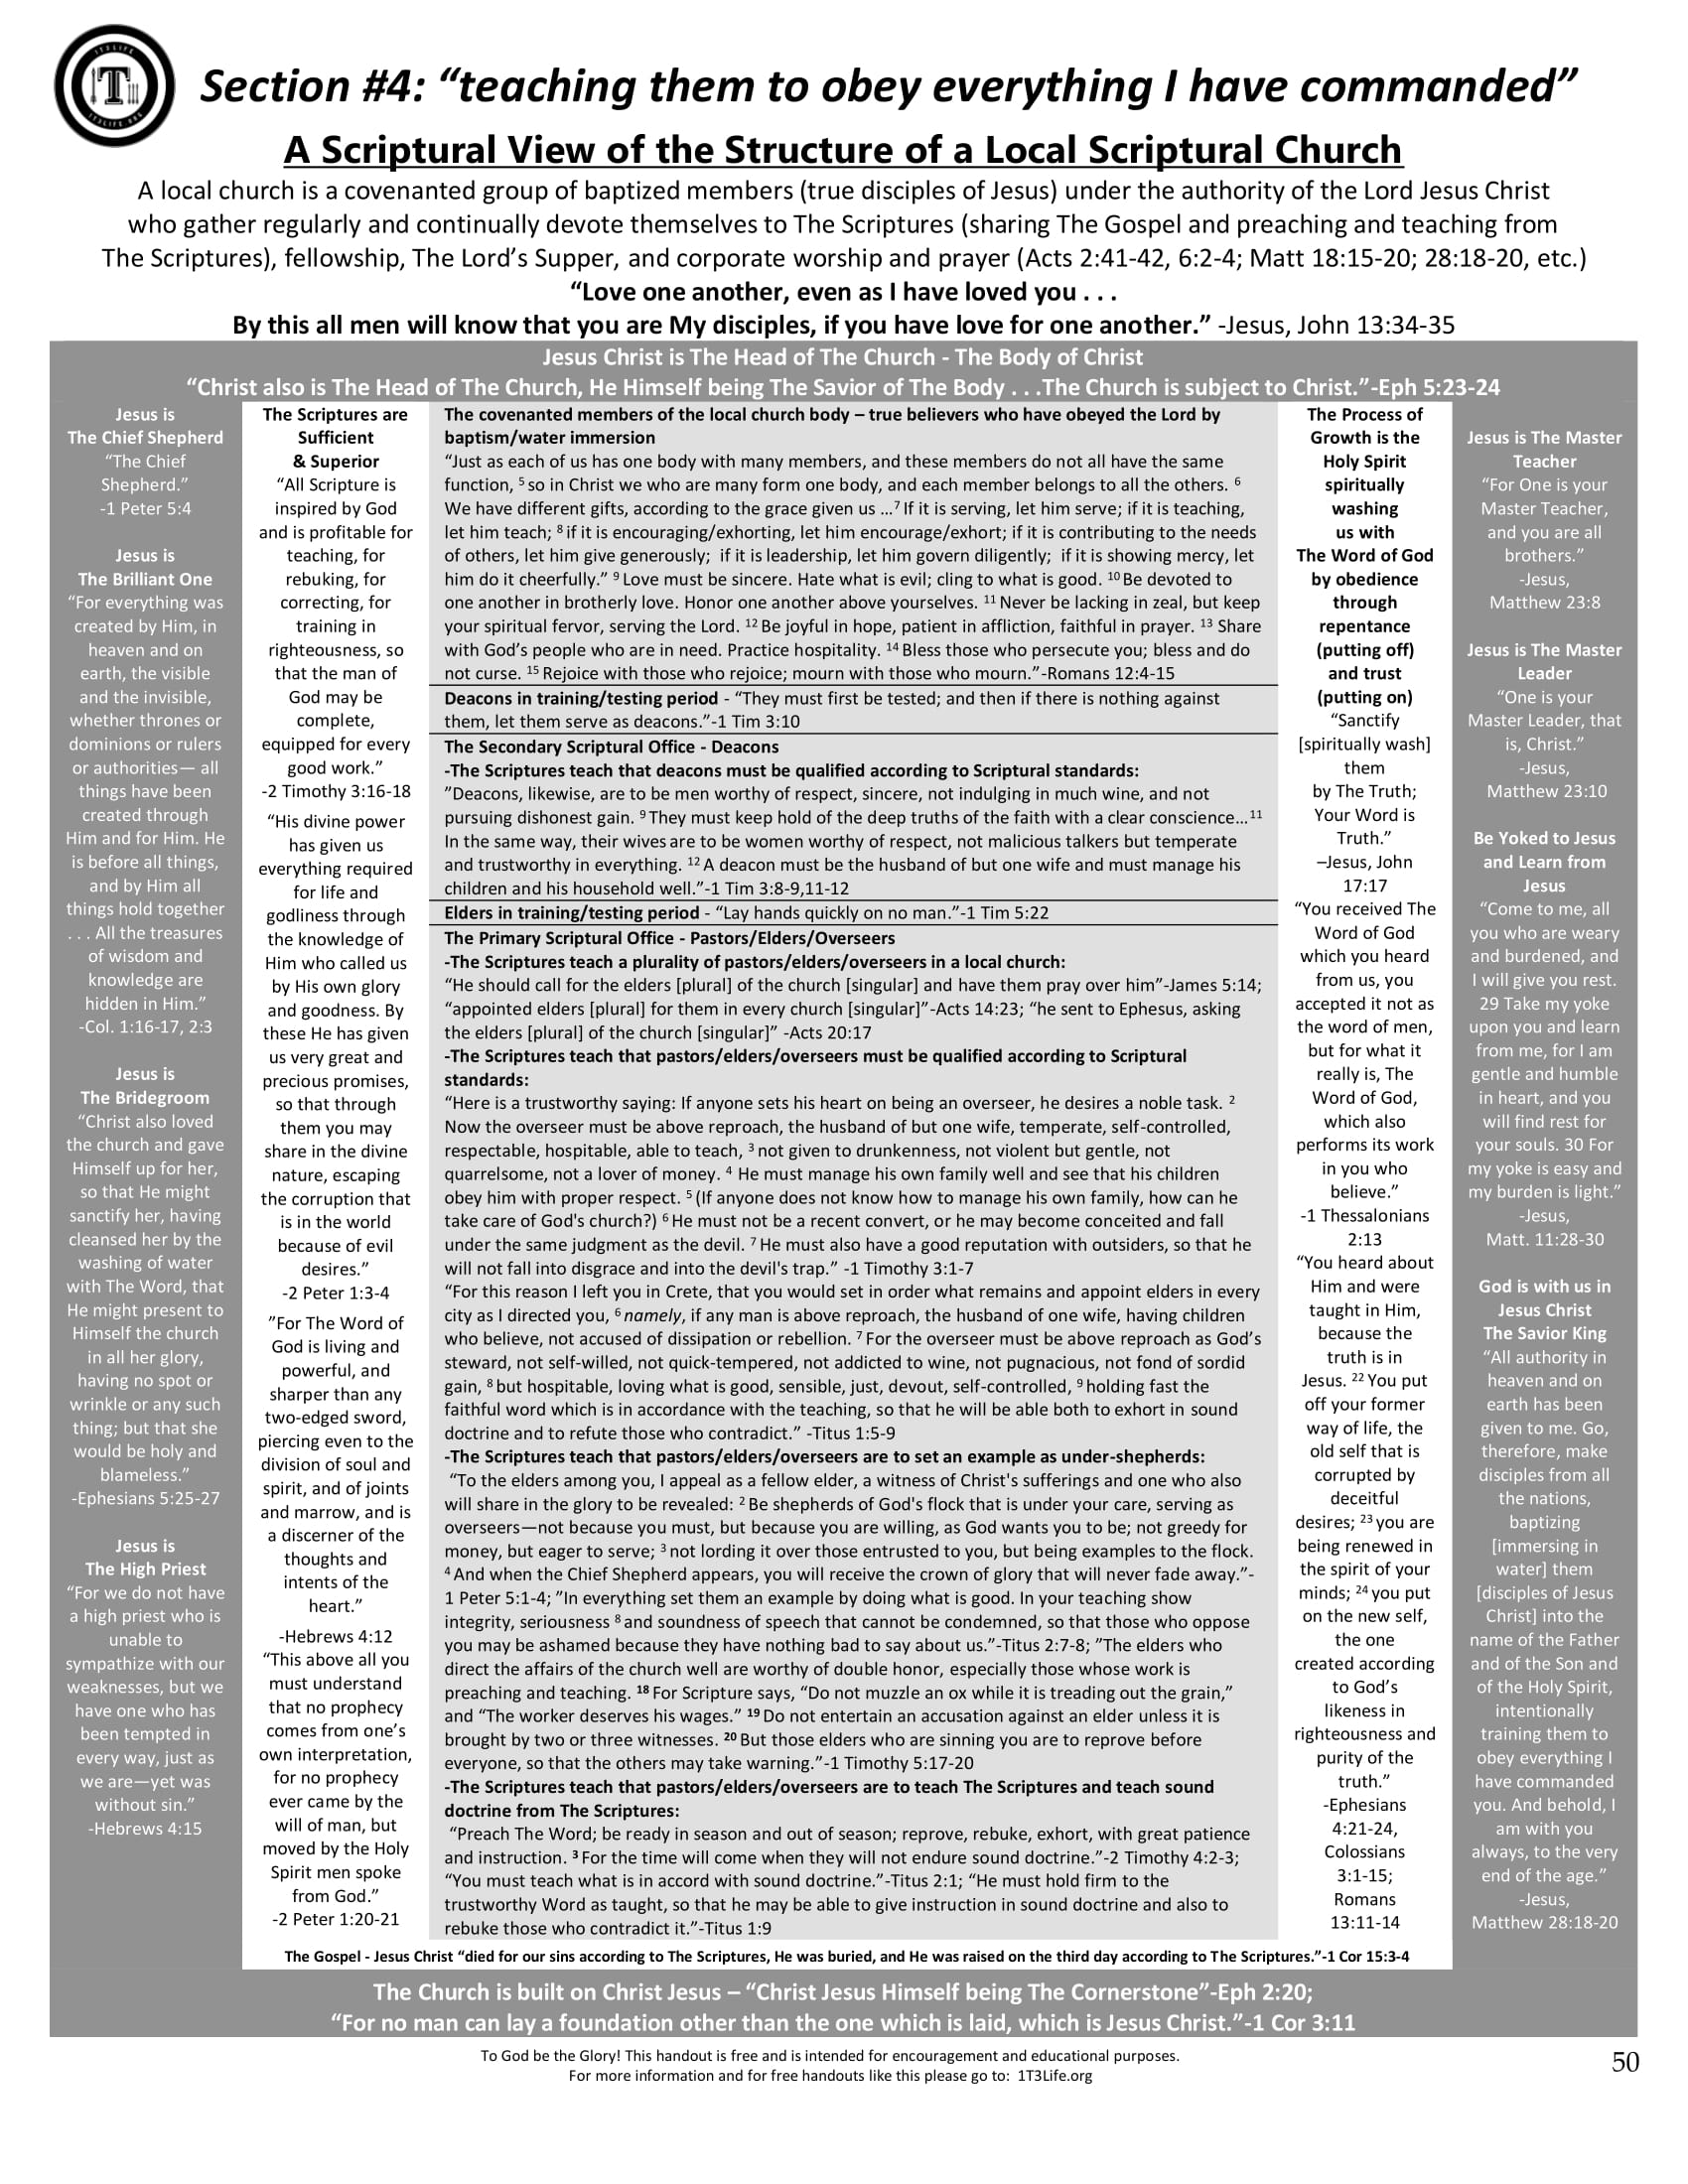 Section #4: “teaching them to obey everything I have commanded”
A Scriptural View of the Structure of a Local Scriptural Church
A local church is a covenanted group of baptized members (true disciples of Jesus) under the authority of the Lord Jesus Christ
who gather regularly and continually devote themselves to The Scriptures (sharing The Gospel and preaching and teaching from
The Scriptures), fellowship, The Lord’s Supper, and corporate worship and prayer (Acts 2:41-42, 6:2-4; Matt 18:15-20; 28:18-20, etc.)
“Love one another, even as I have loved you . . .
By this all men will know that you are My disciples, if you have love for one another.” -Jesus, John 13:34-35
Jesus Christ is The Head of The Church - The Body of Christ
“Christ also is The Head of The Church, He Himself being The Savior of The Body . . .The Church is subject to Christ.”-Eph 5:23-24
Jesus is
The Chief Shepherd
“The Chief
Shepherd.”
-1 Peter 5:4
Jesus is
The Brilliant One
“For everything was
created by Him, in
heaven and on
earth, the visible
and the invisible,
whether thrones or
dominions or rulers
or authorities— all
things have been
created through
Him and for Him. He
is before all things,
and by Him all
things hold together
. . . All the treasures
of wisdom and
knowledge are
hidden in Him.”
-Col. 1:16-17, 2:3
Jesus is
The Bridegroom
“Christ also loved
the church and gave
Himself up for her,
so that He might
sanctify her, having
cleansed her by the
washing of water
with The Word, that
He might present to
Himself the church
in all her glory,
having no spot or
wrinkle or any such
thing; but that she
would be holy and
blameless.”
-Ephesians 5:25-27
Jesus is
The High Priest
“For we do not have
a high priest who is
unable to
sympathize with our
weaknesses, but we
have one who has
been tempted in
every way, just as
we are—yet was
without sin.”
-Hebrews 4:15
The Scriptures are
Sufficient
& Superior
“All Scripture is
inspired by God
and is profitable for
teaching, for
rebuking, for
correcting, for
training in
righteousness, so
that the man of
God may be
complete,
equipped for every
good work.”
-2 Timothy 3:16-18
“His divine power
has given us
everything required
for life and
godliness through
the knowledge of
Him who called us
by His own glory
and goodness. By
these He has given
us very great and
precious promises,
so that through
them you may
share in the divine
nature, escaping
the corruption that
is in the world
because of evil
desires.”
-2 Peter 1:3-4
”For The Word of
God is living and
powerful, and
sharper than any
two-edged sword,
piercing even to the
division of soul and
spirit, and of joints
and marrow, and is
a discerner of the
thoughts and
intents of the
heart.”
-Hebrews 4:12
“This above all you
must understand
that no prophecy
comes from one’s
own interpretation,
for no prophecy
ever came by the
will of man, but
moved by the Holy
Spirit men spoke
from God.”
-2 Peter 1:20-21
The covenanted members of the local church body – true believers who have obeyed the Lord by
baptism/water immersion
“Just as each of us has one body with many members, and these members do not all have the same
function, 5 so in Christ we who are many form one body, and each member belongs to all the others. 6
We have different gifts, according to the grace given us …7 If it is serving, let him serve; if it is teaching,
let him teach; 8 if it is encouraging/exhorting, let him encourage/exhort; if it is contributing to the needs
of others, let him give generously; if it is leadership, let him govern diligently; if it is showing mercy, let
him do it cheerfully.” 9 Love must be sincere. Hate what is evil; cling to what is good. 10 Be devoted to
one another in brotherly love. Honor one another above yourselves. 11 Never be lacking in zeal, but keep
your spiritual fervor, serving the Lord. 12 Be joyful in hope, patient in affliction, faithful in prayer. 13 Share
with God’s people who are in need. Practice hospitality. 14 Bless those who persecute you; bless and do
not curse. 15 Rejoice with those who rejoice; mourn with those who mourn.”-Romans 12:4-15
Deacons in training/testing period - “They must first be tested; and then if there is nothing against
them, let them serve as deacons.”-1 Tim 3:10
The Secondary Scriptural Office - Deacons
-The Scriptures teach that deacons must be qualified according to Scriptural standards:
”Deacons, likewise, are to be men worthy of respect, sincere, not indulging in much wine, and not
pursuing dishonest gain. 9 They must keep hold of the deep truths of the faith with a clear conscience…11
In the same way, their wives are to be women worthy of respect, not malicious talkers but temperate
and trustworthy in everything. 12 A deacon must be the husband of but one wife and must manage his
children and his household well.”-1 Tim 3:8-9,11-12
Elders in training/testing period - “Lay hands quickly on no man.”-1 Tim 5:22
The Primary Scriptural Office - Pastors/Elders/Overseers
-The Scriptures teach a plurality of pastors/elders/overseers in a local church:
“He should call for the elders [plural] of the church [singular] and have them pray over him”-James 5:14;
“appointed elders [plural] for them in every church [singular]”-Acts 14:23; “he sent to Ephesus, asking
the elders [plural] of the church [singular]” -Acts 20:17
-The Scriptures teach that pastors/elders/overseers must be qualified according to Scriptural
standards:
“Here is a trustworthy saying: If anyone sets his heart on being an overseer, he desires a noble task. 2
Now the overseer must be above reproach, the husband of but one wife, temperate, self-controlled,
respectable, hospitable, able to teach, 3 not given to drunkenness, not violent but gentle, not
quarrelsome, not a lover of money. 4 He must manage his own family well and see that his children
obey him with proper respect. 5 (If anyone does not know how to manage his own family, how can he
take care of God's church?) 6 He must not be a recent convert, or he may become conceited and fall
under the same judgment as the devil. 7 He must also have a good reputation with outsiders, so that he
will not fall into disgrace and into the devil's trap.” -1 Timothy 3:1-7
“For this reason I left you in Crete, that you would set in order what remains and appoint elders in every
city as I directed you, 6 namely, if any man is above reproach, the husband of one wife, having children
who believe, not accused of dissipation or rebellion. 7 For the overseer must be above reproach as God’s
steward, not self-willed, not quick-tempered, not addicted to wine, not pugnacious, not fond of sordid
gain, 8 but hospitable, loving what is good, sensible, just, devout, self-controlled, 9 holding fast the
faithful word which is in accordance with the teaching, so that he will be able both to exhort in sound
doctrine and to refute those who contradict.” -Titus 1:5-9
-The Scriptures teach that pastors/elders/overseers are to set an example as under-shepherds:
“To the elders among you, I appeal as a fellow elder, a witness of Christ's sufferings and one who also
will share in the glory to be revealed: 2 Be shepherds of God's flock that is under your care, serving as
overseers—not because you must, but because you are willing, as God wants you to be; not greedy for
money, but eager to serve; 3 not lording it over those entrusted to you, but being examples to the flock.
4 And when the Chief Shepherd appears, you will receive the crown of glory that will never fade away.”-
1 Peter 5:1-4; ”In everything set them an example by doing what is good. In your teaching show
integrity, seriousness 8 and soundness of speech that cannot be condemned, so that those who oppose
you may be ashamed because they have nothing bad to say about us.”-Titus 2:7-8; ”The elders who
direct the affairs of the church well are worthy of double honor, especially those whose work is
preaching and teaching. 18 For Scripture says, “Do not muzzle an ox while it is treading out the grain,”
and “The worker deserves his wages.” 19 Do not entertain an accusation against an elder unless it is
brought by two or three witnesses. 20 But those elders who are sinning you are to reprove before
everyone, so that the others may take warning.”-1 Timothy 5:17-20
-The Scriptures teach that pastors/elders/overseers are to teach The Scriptures and teach sound
doctrine from The Scriptures:
“Preach The Word; be ready in season and out of season; reprove, rebuke, exhort, with great patience
and instruction. 3 For the time will come when they will not endure sound doctrine.”-2 Timothy 4:2-3;
“You must teach what is in accord with sound doctrine.”-Titus 2:1; “He must hold firm to the
trustworthy Word as taught, so that he may be able to give instruction in sound doctrine and also to
rebuke those who contradict it.”-Titus 1:9
The Process of
Growth is the
Holy Spirit
spiritually
washing
us with
The Word of God
by obedience
through
repentance
(putting off)
and trust
(putting on)
“Sanctify
[spiritually wash]
them
by The Truth;
Your Word is
Truth.”
–Jesus, John
17:17
“You received The
Word of God
which you heard
from us, you
accepted it not as
the word of men,
but for what it
really is, The
Word of God,
which also
performs its work
in you who
believe.”
-1 Thessalonians
2:13
“You heard about
Him and were
taught in Him,
because the
truth is in
Jesus. 22 You put
off your former
way of life, the
old self that is
corrupted by
deceitful
desires; 23 you are
being renewed in
the spirit of your
minds; 24 you put
on the new self,
the one
created according
to God’s
likeness in
righteousness and
purity of the
truth.”
-Ephesians
4:21-24,
Colossians
3:1-15;
Romans
13:11-14
Jesus is The Master
Teacher
“For One is your
Master Teacher,
and you are all
brothers.”
-Jesus,
Matthew 23:8
Jesus is The Master
Leader
“One is your
Master Leader, that
is, Christ.”
-Jesus,
Matthew 23:10
Be Yoked to Jesus
and Learn from
Jesus
“Come to me, all
you who are weary
and burdened, and
I will give you rest.
29 Take my yoke
upon you and learn
from me, for I am
gentle and humble
in heart, and you
will find rest for
your souls. 30 For
my yoke is easy and
my burden is light.”
-Jesus,
Matt. 11:28-30
God is with us in
Jesus Christ
The Savior King
“All authority in
heaven and on
earth has been
given to me. Go,
therefore, make
disciples from all
the nations,
baptizing
[immersing in
water] them
[disciples of Jesus
Christ] into the
name of the Father
and of the Son and
of the Holy Spirit,
intentionally
training them to
obey everything I
have commanded
you. And behold, I
am with you
always, to the very
end of the age.”
-Jesus,
Matthew 28:18-20
The Gospel - Jesus Christ “died for our sins according to The Scriptures, He was buried, and He was raised on the third day according to The Scriptures.”-1 Cor 15:3-4
The Church is built on Christ Jesus – “Christ Jesus Himself being The Cornerstone”-Eph 2:20;
“For no man can lay a foundation other than the one which is laid, which is Jesus Christ.”-1 Cor 3:11
To God be the Glory! This handout is free and is intended for encouragement and educational purposes.
For more information and for free handouts like this please go to: 1T3Life.org
50